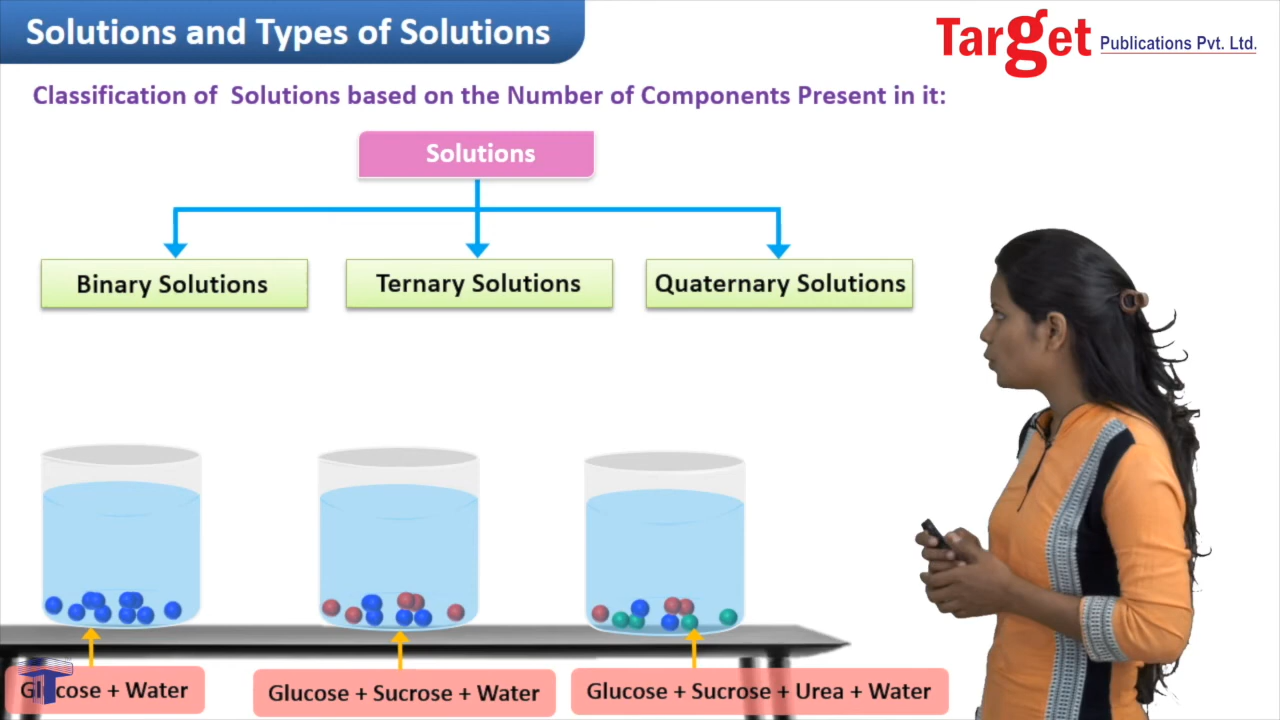 Solutions and Types of Solutions
Target Publications Pvt. Ltd.
Classification of Solutions based on the Number of Components Present in it:
Solutions
Binary Solutions
Ternary Solutions
Quaternary Solutions
Glucose + Water
Glucose + Sucrose + Water
Glucose + Sucrose + Urea + Water